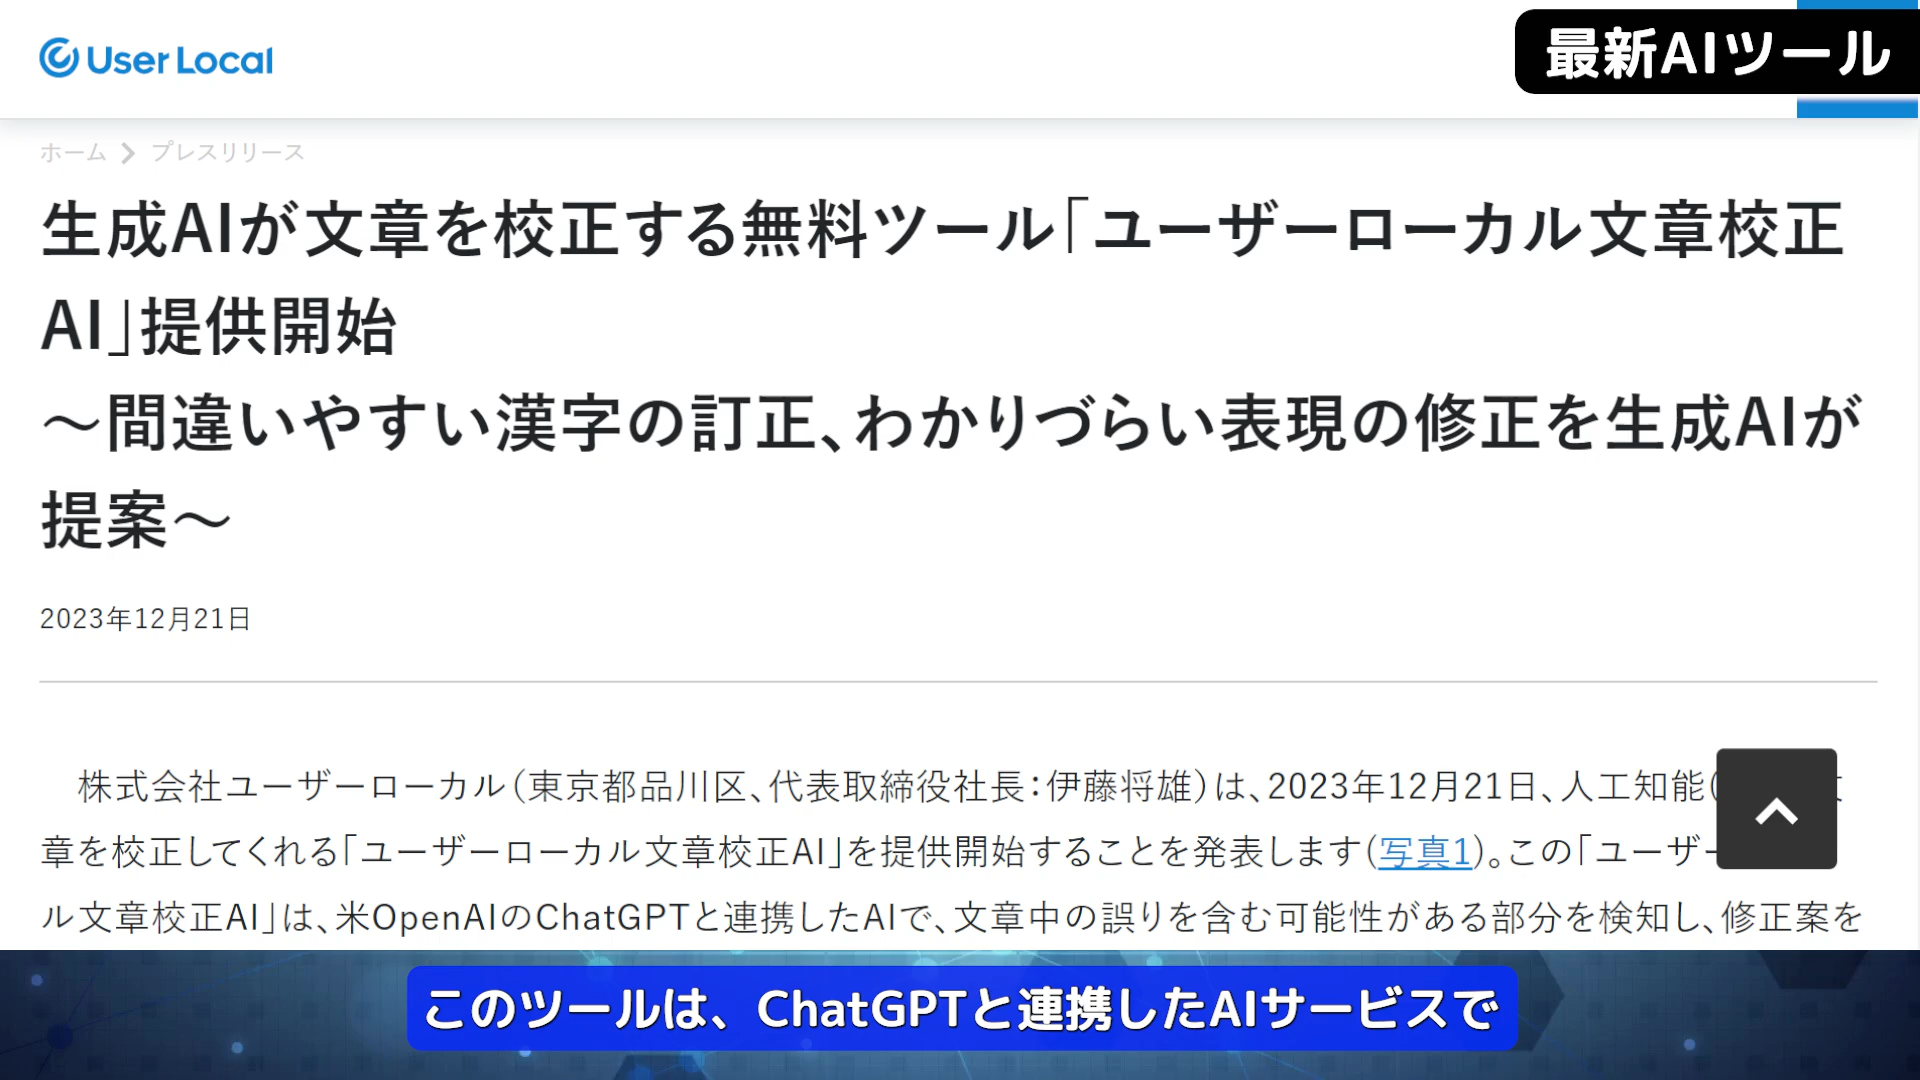 User Local
最新AIツール
ホーム > プレスリリース
生成AIが文章を校正する無料ツール「ユーザーローカル文章校正
AI」提供開始
～間違いやすい漢字の訂正、わかりづらい表現の修正を生成AIが
提案～
2023年12月21日
株式会社ユーザーローカル（東京都品川区、代表取締役社長：伊藤将雄）は、2023年12月21日、人工知能(
章を校正してくれる「ユーザーローカル文章校正AI」を提供開始することを発表します(写真1)。この「ユーザー
ル文章校正AI」は、米OpenAIのChatGPTと連携したAIで、文章中の誤りを含む可能性がある部分を検知し、修正案を
このツールは、ChatGPTと連携したAIサービスで